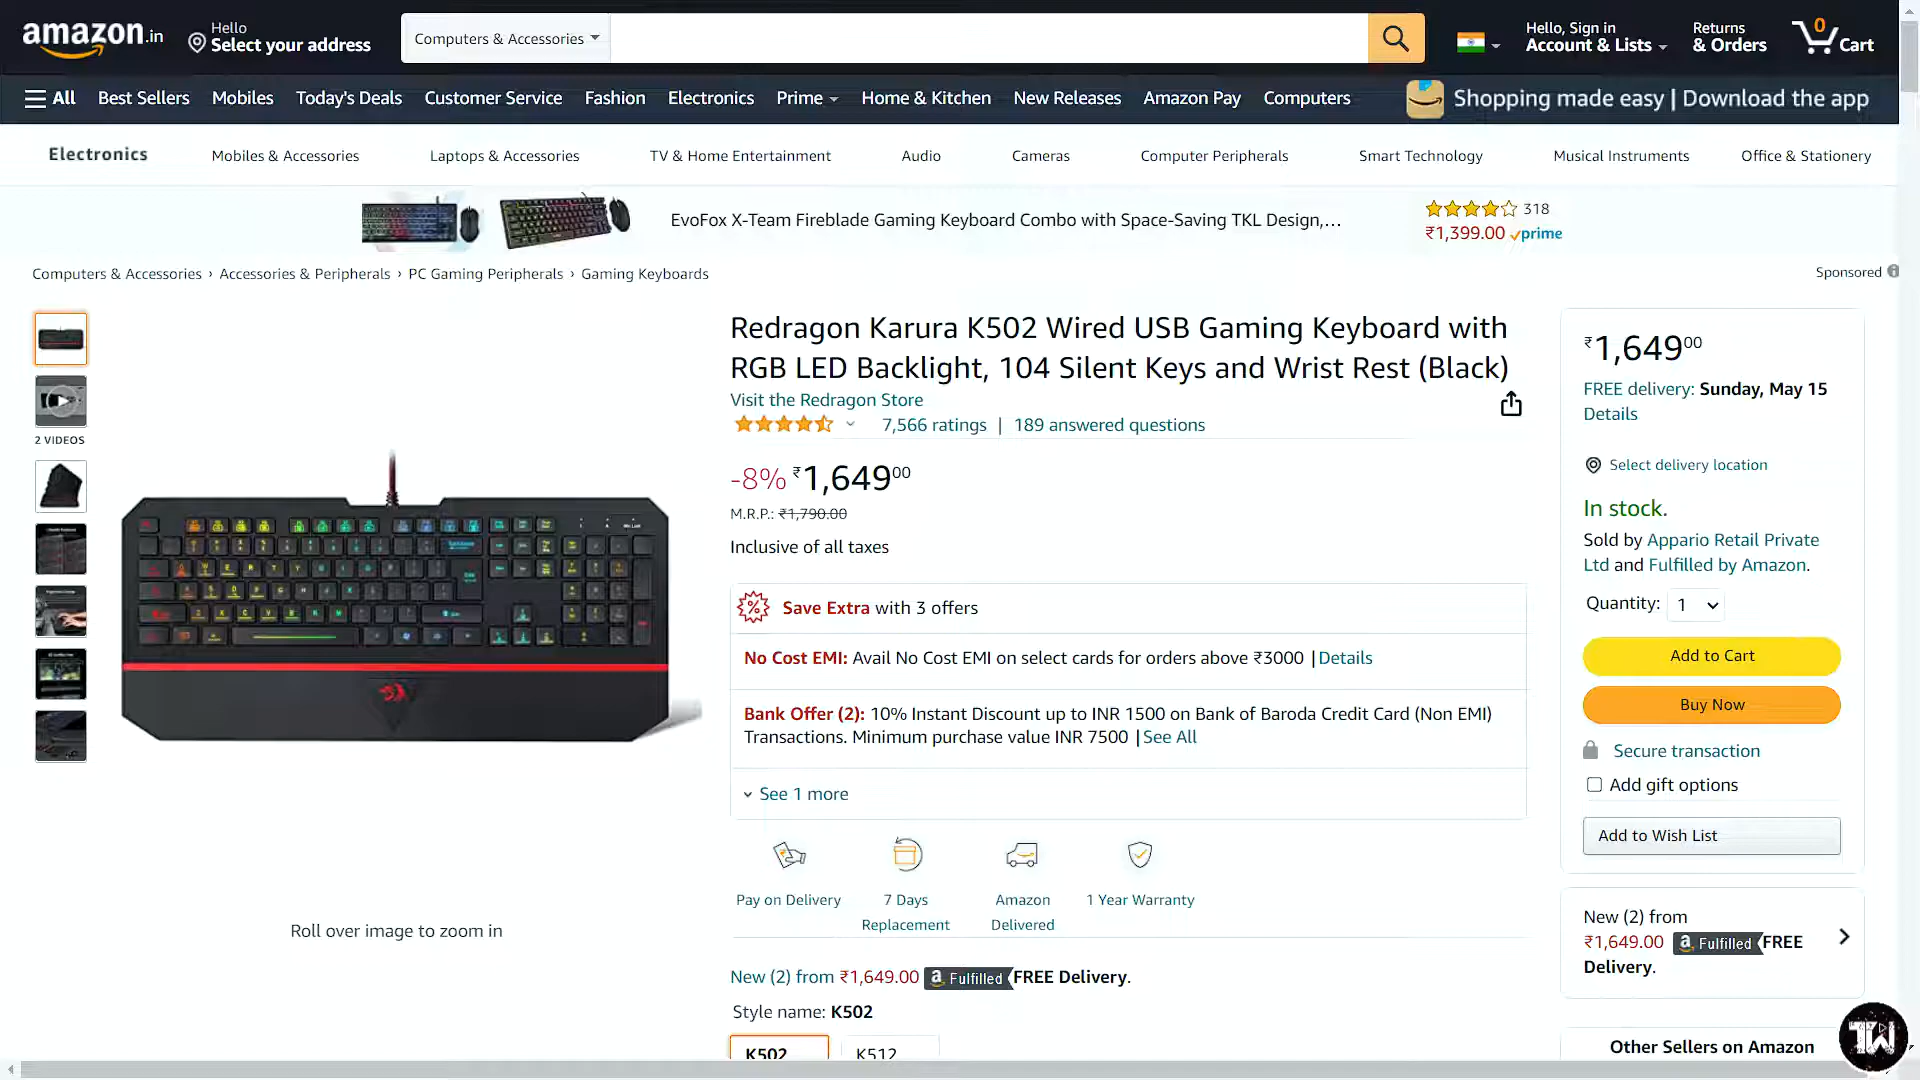 amazon.in
Hello
Select your address
Computers & Accessories
Hello, Sign in
Account & Lists
Returns
& Orders
0
Cart
All
Best Sellers
Mobiles
Today's Deals
Customer Service
Fashion
Electronics
Prime
Home & Kitchen
New Releases
Amazon Pay
Computers
Shopping made easy | Download the app
Electronics
Mobiles & Accessories
Laptops & Accessories
TV & Home Entertainment
Audio
Cameras
Computer Peripherals
Smart Technology
Musical Instruments
Office & Stationery
EvoFox X-Team Fireblade Gaming Keyboard Combo with Space-Saving TKL Design,...
318
₹1,399.00 prime
Computers & Accessories › Accessories & Peripherals › PC Gaming Peripherals › Gaming Keyboards
Sponsored
2 VIDEOS
Roll over image to zoom in
Redragon Karura K502 Wired USB Gaming Keyboard with
RGB LED Backlight, 104 Silent Keys and Wrist Rest (Black)
Visit the Redragon Store
7,566 ratings | 189 answered questions
-8% ₹1,64900
M.R.P.: ₹1,790.00
Inclusive of all taxes
Save Extra with 3 offers
No Cost EMI: Avail No Cost EMI on select cards for orders above ₹3000 | Details
Bank Offer (2): 10% Instant Discount up to INR 1500 on Bank of Baroda Credit Card (Non EMI)
Transactions. Minimum purchase value INR 7500 | See All
See 1 more
Pay on Delivery
7 Days
Replacement
Amazon
Delivered
1 Year Warranty
New (2) from ₹1,649.00 a Fulfilled FREE Delivery.
Style name: K502
K502
K512
₹1,64900
FREE delivery: Sunday, May 15
Details
Select delivery location
In stock.
Sold by Appario Retail Private
Ltd and Fulfilled by Amazon.
Quantity: 1
Add to Cart
Buy Now
Secure transaction
Add gift options
Add to Wish List
New (2) from
₹1,649.00 a Fulfilled FREE
Delivery.
Other Sellers on Amazon
TW